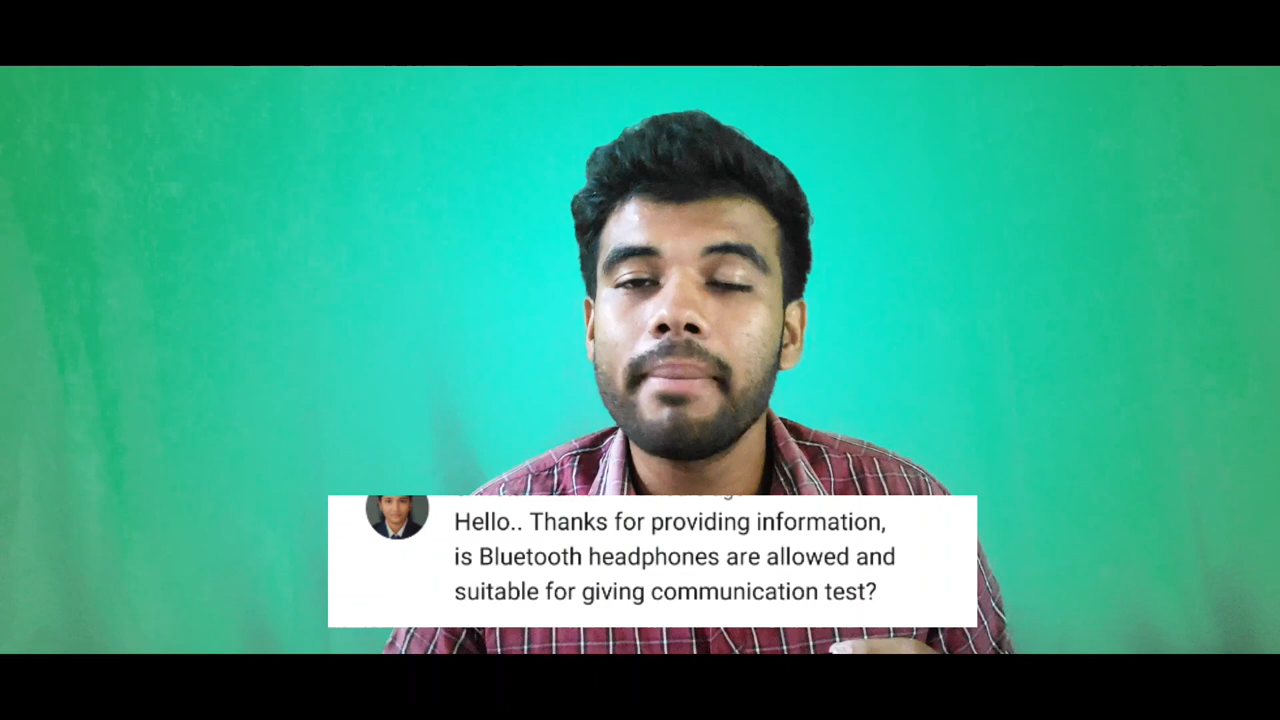 Hello.. Thanks for providing information,
is Bluetooth headphones are allowed and
suitable for giving communication test?